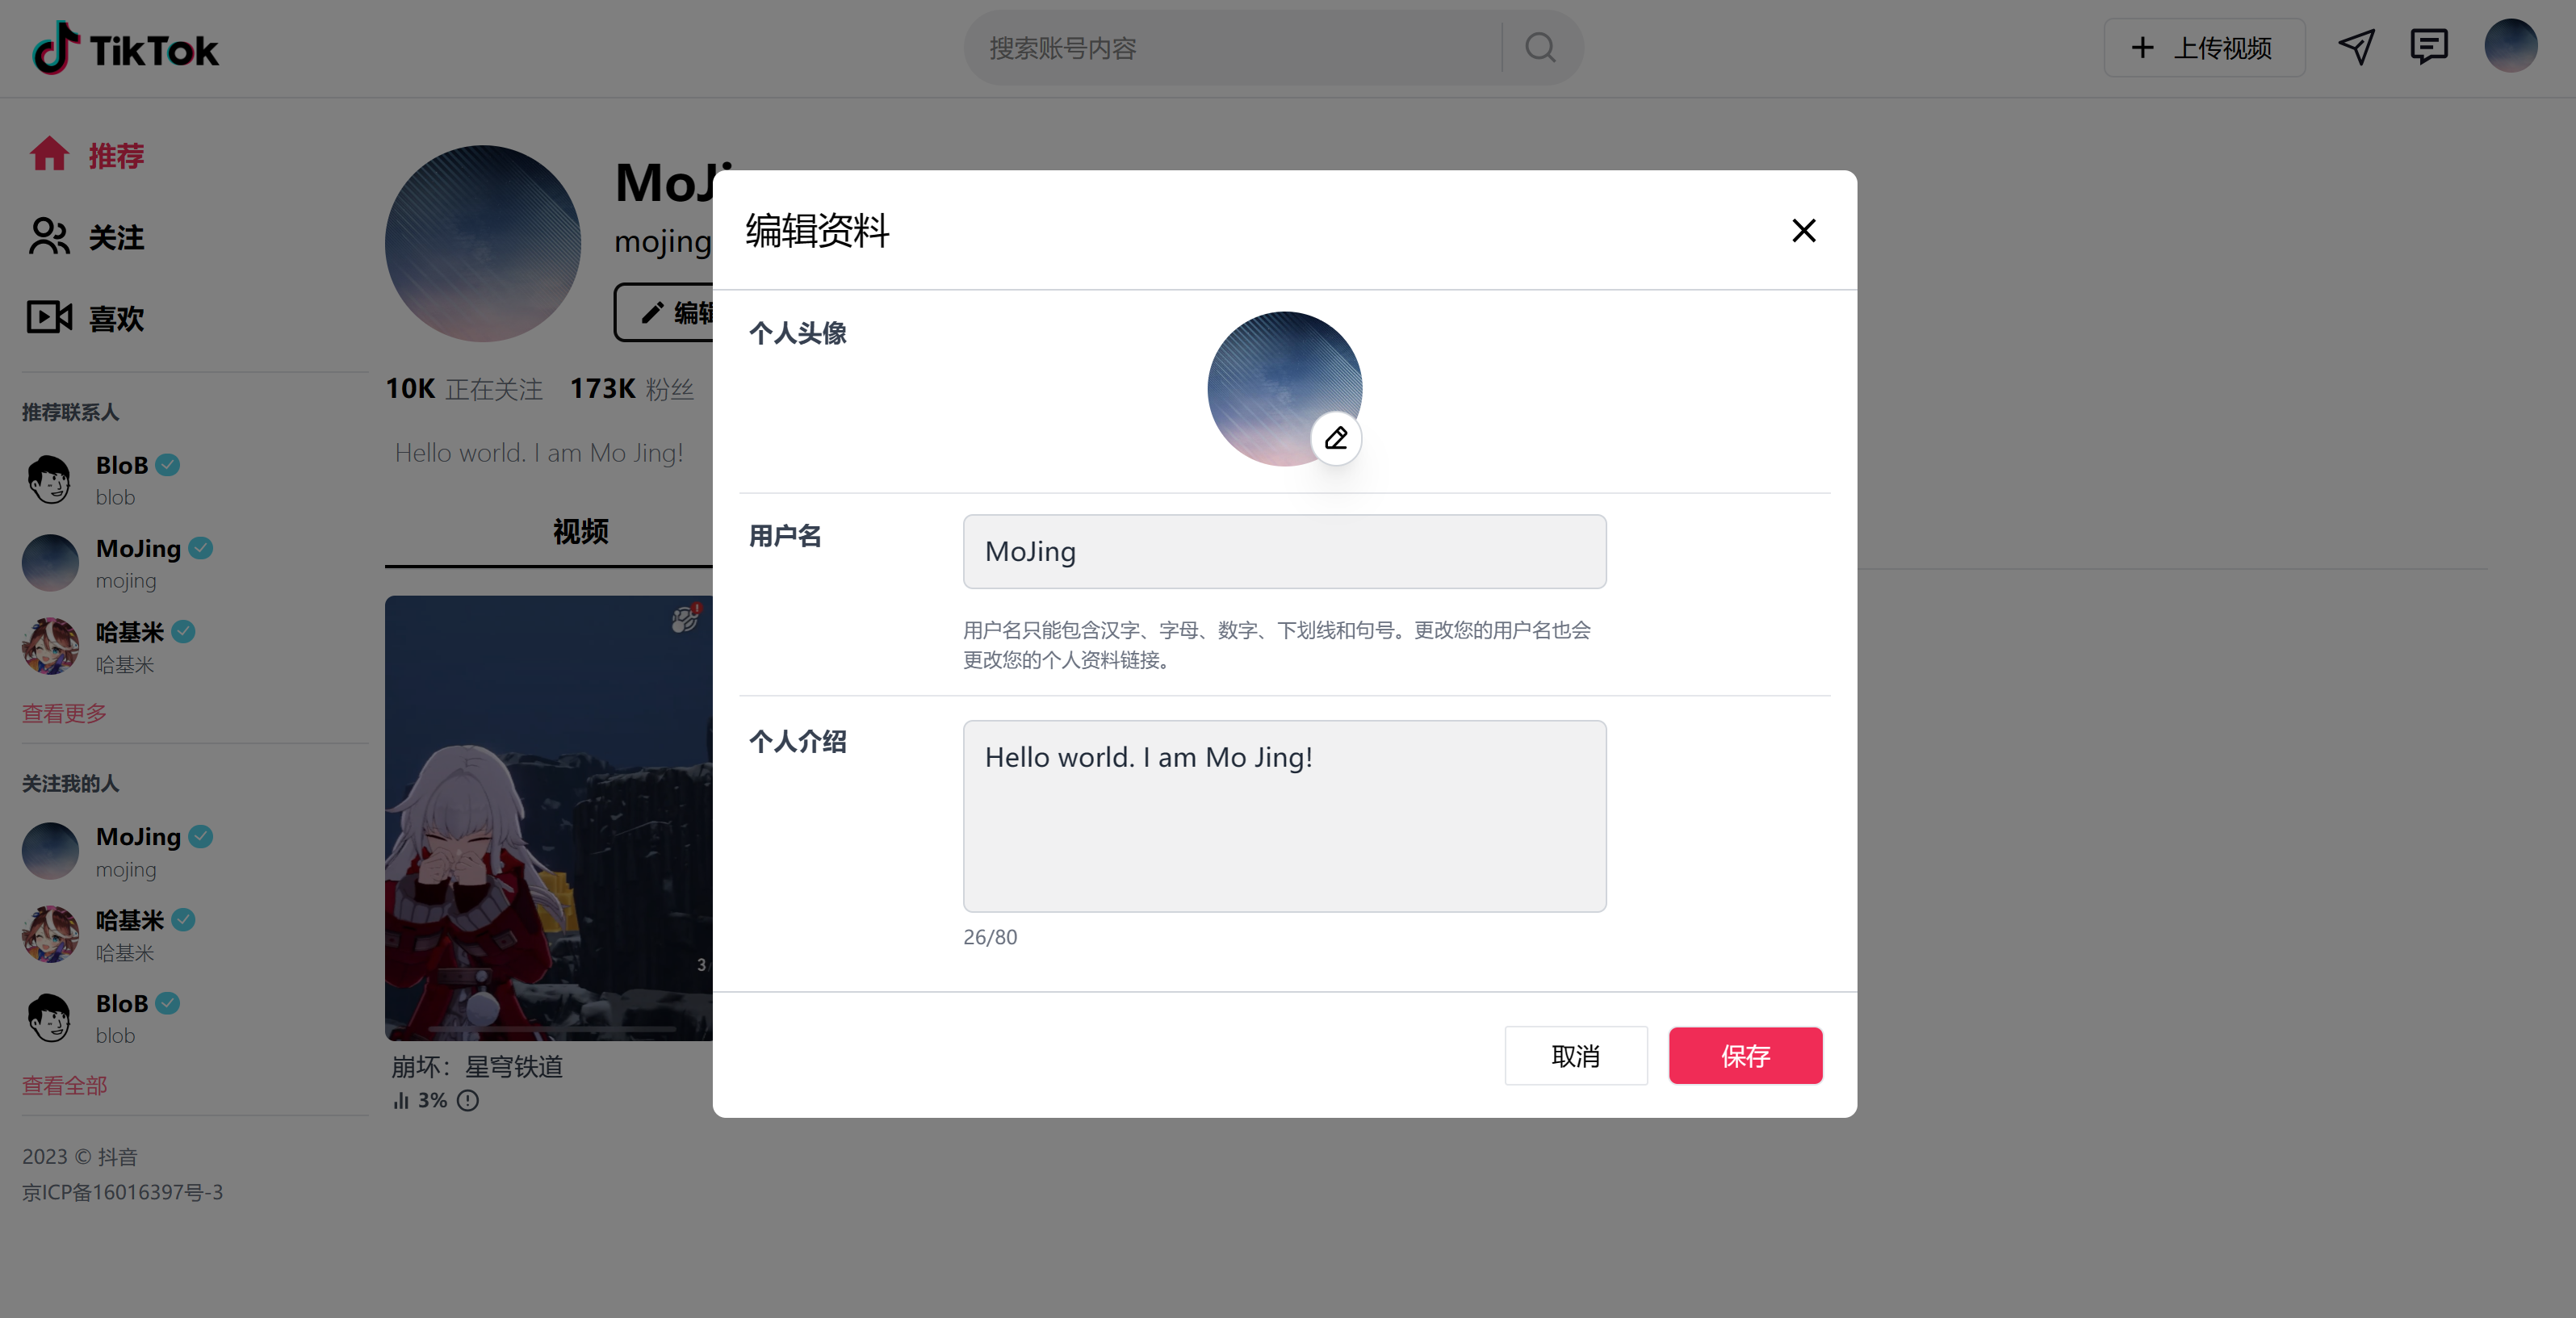 TikTok
搜索账号内容
上传视频
推荐
关注
喜欢
推荐联系人
BloB
blob
MoJing
mojing
哈基米
哈基米
查看更多
关注我的人
MoJing
mojing
哈基米
哈基米
BloB
blob
查看全部
2023 © 抖音
京ICP备16016397号-3
mojing
10K 正在关注 173K 粉丝
Hello world. I am Mo Jing!
视频
3
崩坏：星穹铁道
3%
编辑资料
个人头像
用户名
MoJing
用户名只能包含汉字、字母、数字、下划线和句号。更改您的用户名也会
更改您的个人资料链接。
个人介绍
Hello world. I am Mo Jing!
26/80
取消
保存